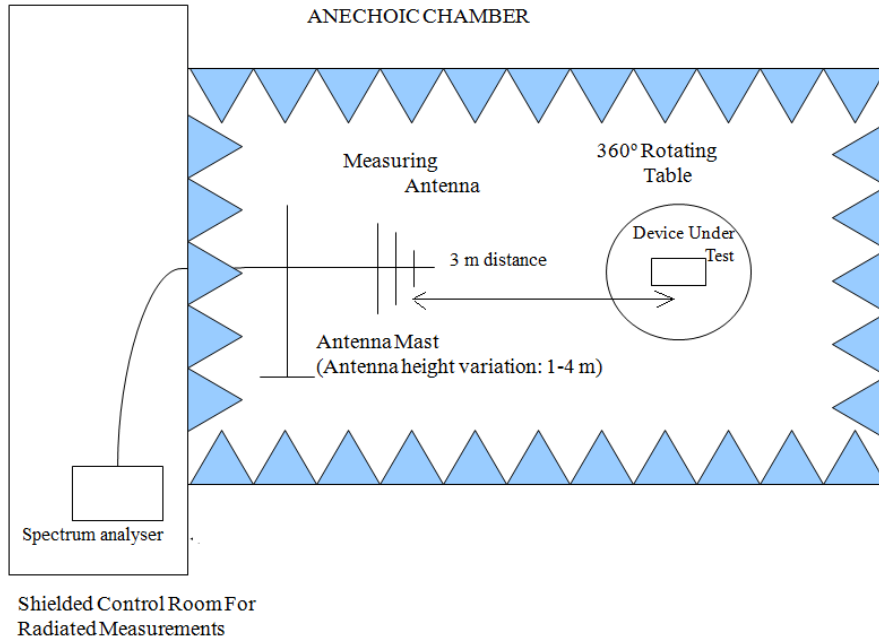 ANECHOIC CHAMBER
Measuring
Antenna
360º Rotating
Table
Device Under
Test
3 m distance
Antenna Mast
(Antenna height variation: 1-4 m)
Spectrum analyser
Shielded Control Room For
Radiated Measurements